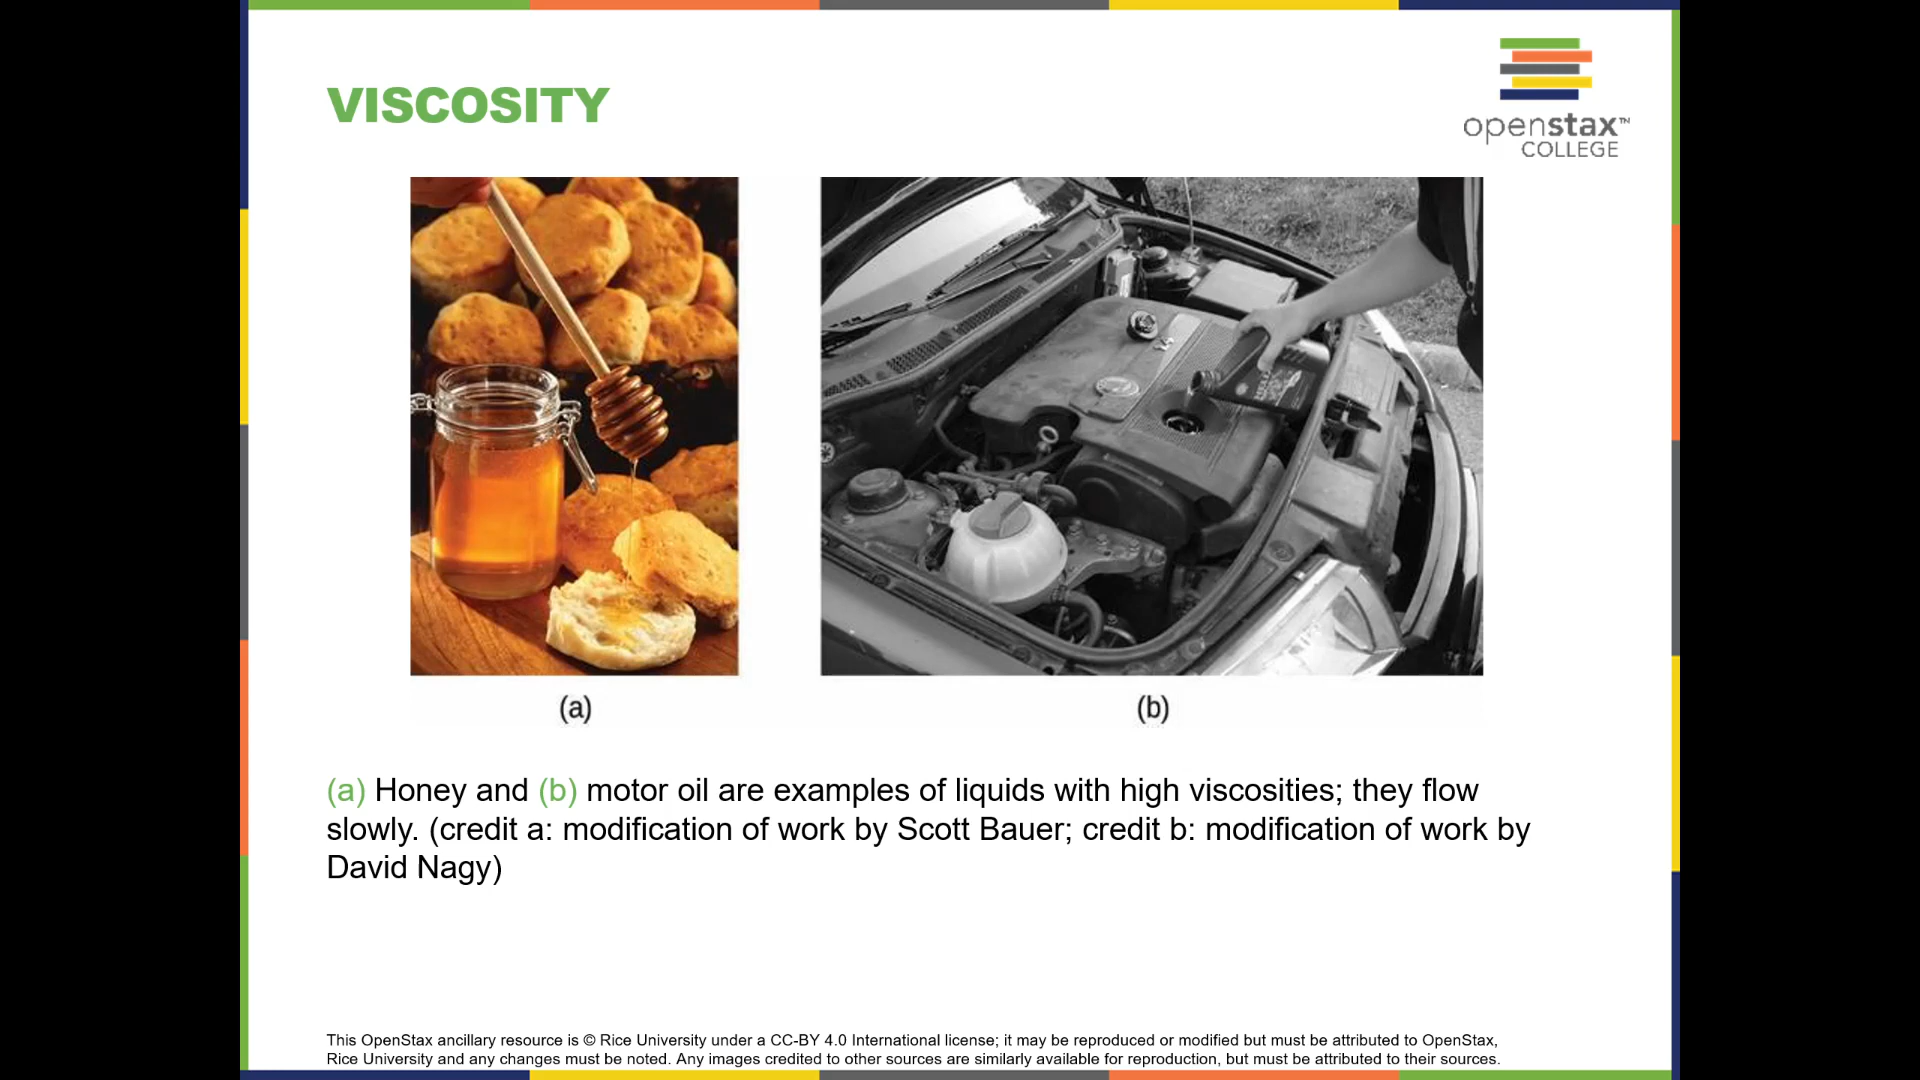 VISCOSITY
openstax™
COLLEGE
(a)
(b)
(a) Honey and (b) motor oil are examples of liquids with high viscosities; they flow
slowly. (credit a: modification of work by Scott Bauer; credit b: modification of work by
David Nagy)
This OpenStax ancillary resource is © Rice University under a CC-BY 4.0 International license; it may be reproduced or modified but must be attributed to OpenStax,
Rice University and any changes must be noted. Any images credited to other sources are similarly available for reproduction, but must be attributed to their sources.